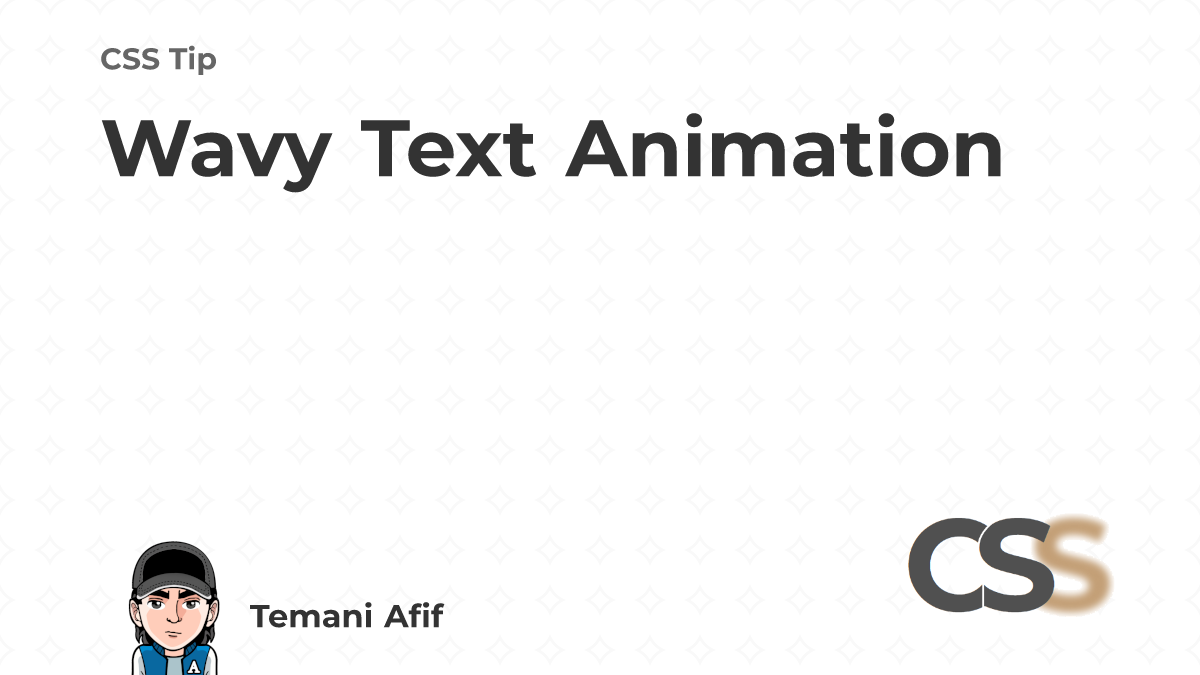 CSS Tip
Wavy Text Animation
A
Temani Afif
CSS